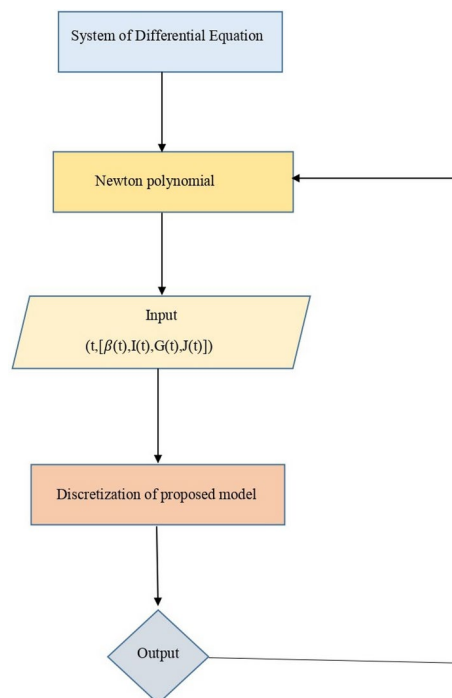 System of Differential Equation
Newton polynomial
Input
(t,[β(t),I(t),G(t),J(t)])
Discretization of proposed model
Output